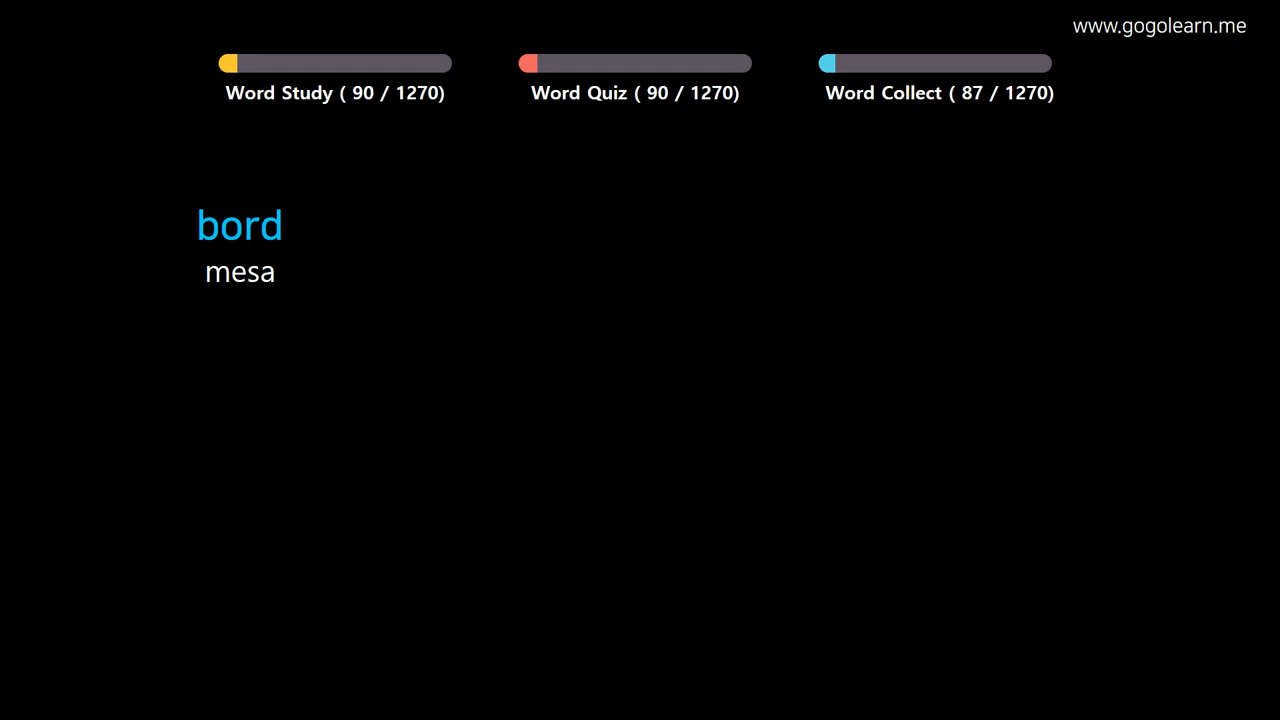 www.gogolearn.me
Word Study ( 90 / 1270)
Word Quiz ( 90 / 1270)
Word Collect ( 87 / 1270)
bord
mesa